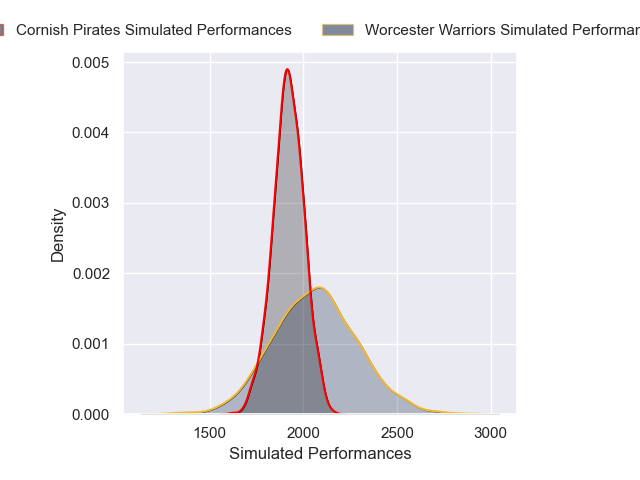 Cornish Pirates Simulated Performances
Worcester Warriors Simulated
0.005
0.004
0.003
0.002
0.001
0.000
Density
1500
2000
2500
3000
Simulated Performances